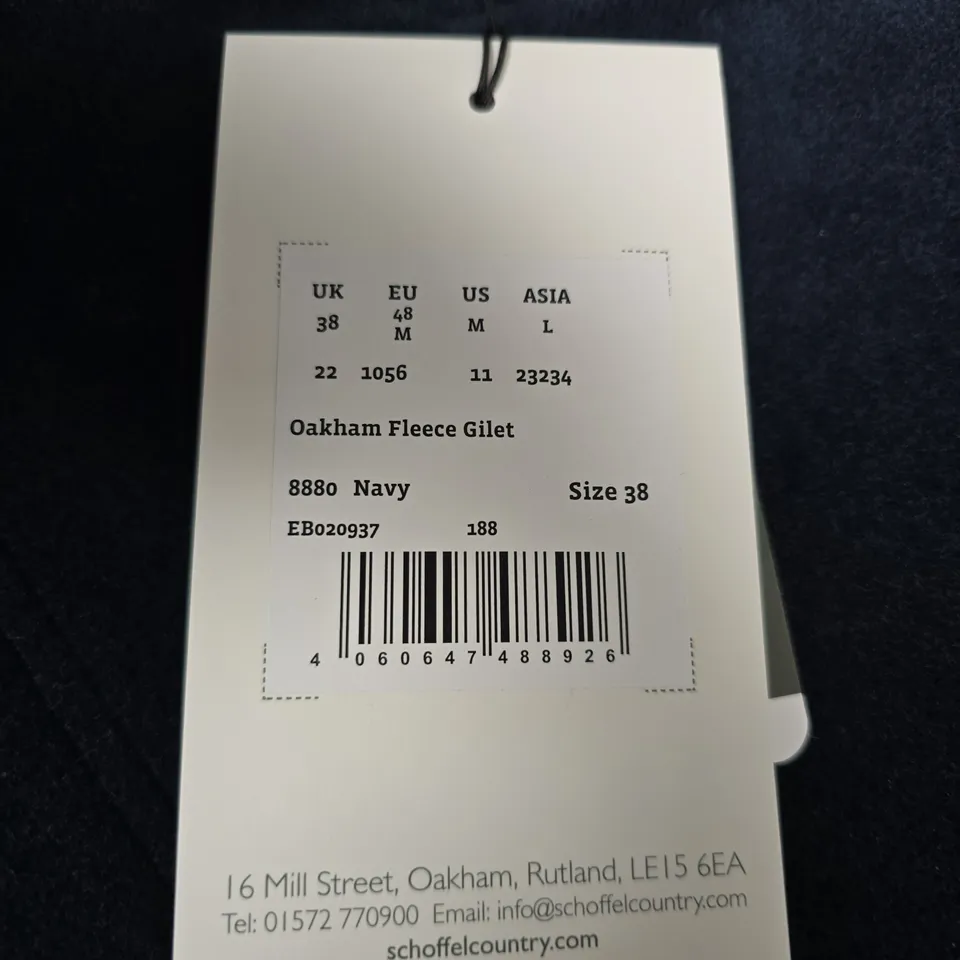 UK EU US ASIA
38 48 M M L
22 1056 11 23234
Oakham Fleece Gilet
8880 Navy Size 38
EB020937 188
4 060647 488926
16 Mill Street, Oakham, Rutland, LE15 6EA
Tel: 01572 770900 Email: info@schoffelcountry.com
schoffelcountry.com